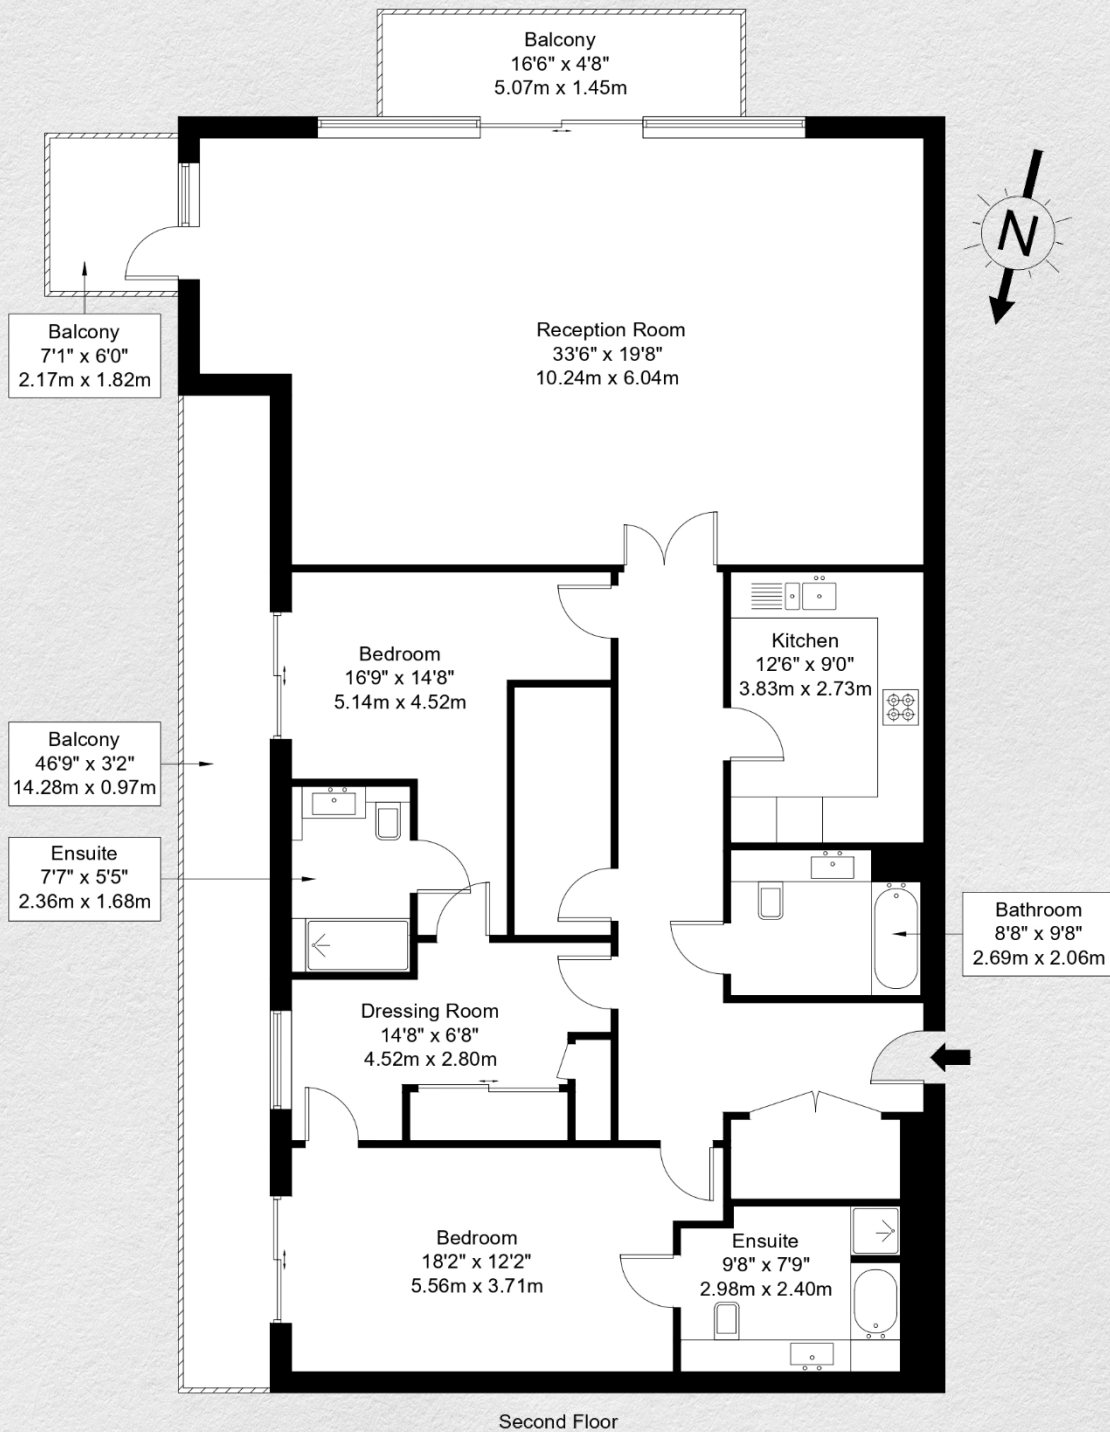 Balcony
16'6" x 4'8"
5.07m x 1.45m
N
Balcony
7'1" x 6'0"
2.17m x 1.82m
Reception Room
33'6" x 19'8"
10.24m x 6.04m
Bedroom
16'9" x 14'8"
5.14m x 4.52m
Kitchen
12'6" x 9'0"
3.83m x 2.73m
Balcony
46'9" x 3'2"
14.28m x 0.97m
Ensuite
7'7" x 5'5"
2.36m x 1.68m
Bathroom
8'8" x 9'8"
2.69m x 2.06m
Dressing Room
14'8" x 6'8"
4.52m x 2.80m
Bedroom
18'2" x 12'2"
5.56m x 3.71m
Ensuite
9'8" x 7'9"
2.98m x 2.40m
Second Floor